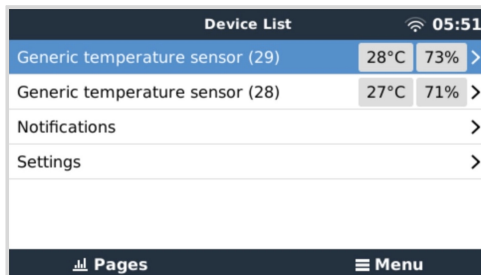 Device List 05:51
Generic temperature sensor (29) 28°C 73%
Generic temperature sensor (28) 27°C 71%
Notifications
Settings
Pages Menu